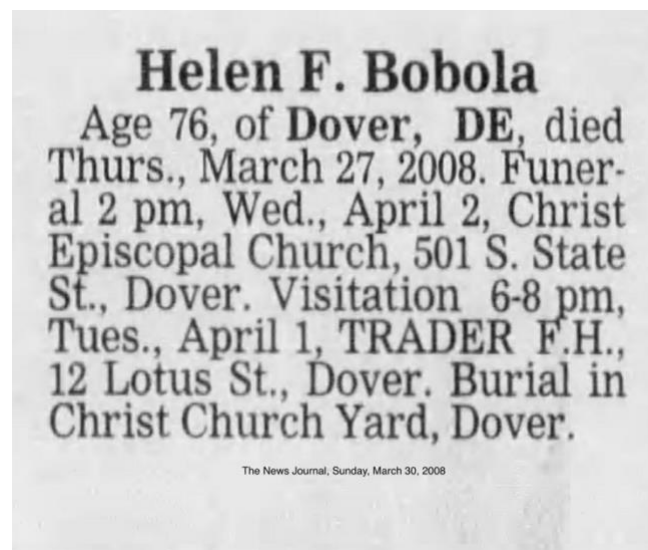 Helen F. Bobola
Age 76, of Dover, DE, died
Thurs., March 27, 2008. Funer-
al 2 pm, Wed., April 2, Christ
Episcopal Church, 501 S. State
St., Dover. Visitation 6-8 pm,
Tues., April 1, TRADER F.H.,
12 Lotus St., Dover. Burial in
Christ Church Yard, Dover.
The News Journal, Sunday, March 30, 2008